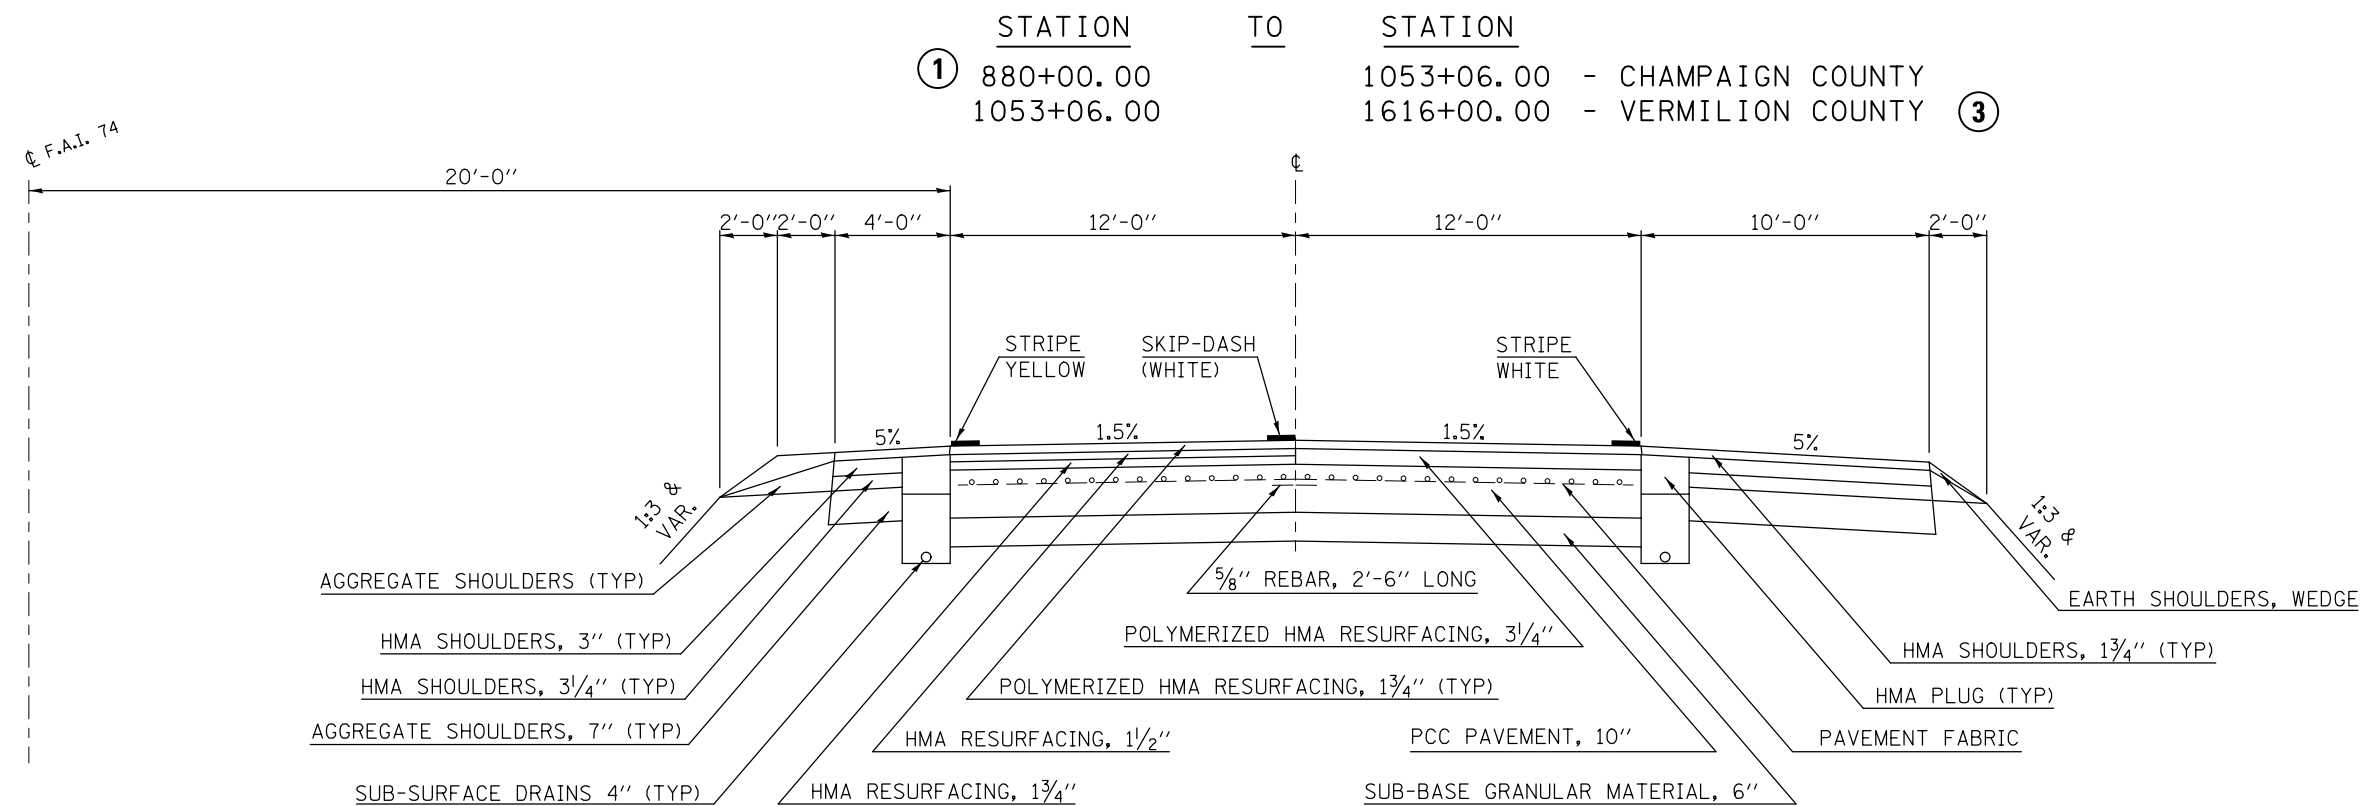 STATION TO STATION
① 880+00.00 1053+06.00 - CHAMPAIGN COUNTY
1053+06.00 1616+00.00 - VERMILION COUNTY ③
℄ F.A.I. 74
℄
20'-0''
2'-0'' 2'-0'' 4'-0'' 12'-0'' 12'-0'' 10'-0'' 2'-0''
STRIPE
YELLOW
SKIP-DASH
(WHITE)
STRIPE
WHITE
5% 1.5% 1.5% 5%
1:3 &
VAR.
1:3 &
VAR.
AGGREGATE SHOULDERS (TYP)
5/8'' REBAR, 2'-6'' LONG
EARTH SHOULDERS, WEDGE
HMA SHOULDERS, 3'' (TYP)
POLYMERIZED HMA RESURFACING, 3 1/4''
HMA SHOULDERS, 1 3/4'' (TYP)
HMA SHOULDERS, 3 1/4'' (TYP)
POLYMERIZED HMA RESURFACING, 1 3/4'' (TYP)
HMA PLUG (TYP)
AGGREGATE SHOULDERS, 7'' (TYP)
HMA RESURFACING, 1 1/2''
PCC PAVEMENT, 10''
PAVEMENT FABRIC
SUB-SURFACE DRAINS 4'' (TYP)
HMA RESURFACING, 1 3/4''
SUB-BASE GRANULAR MATERIAL, 6''